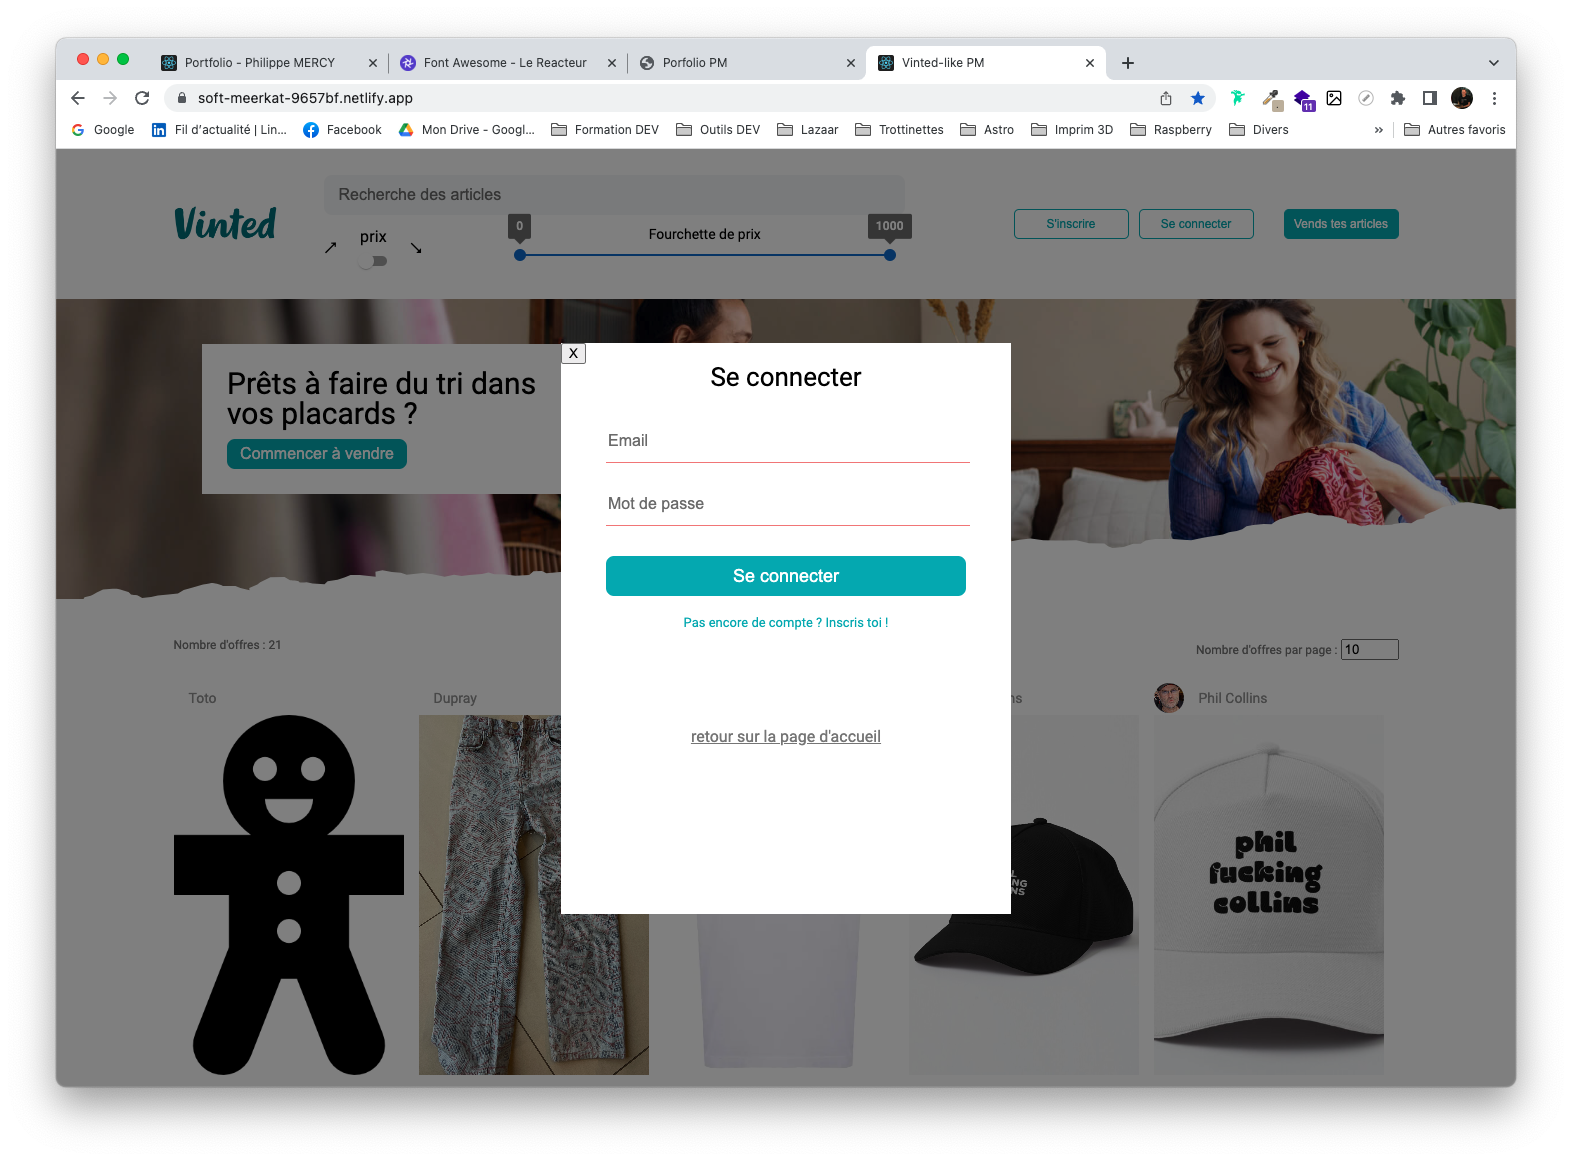 Portfolio - Philippe MERCY
Font Awesome - Le Reacteur
Porfolio PM
Vinted-like PM
soft-meerkat-9657bf.netlify.app
11
Google
Fil d’actualité | Lin...
Facebook
Mon Drive - Googl...
Formation DEV
Outils DEV
Lazaar
Trottinettes
Astro
Imprim 3D
Raspberry
Divers
»
Autres favoris
Vinted
Recherche des articles
prix
0
Fourchette de prix
1000
S'inscrire
Se connecter
Vends tes articles
Prêts à faire du tri dans
vos placards ?
Commencer à vendre
X
Se connecter
Email
Mot de passe
Se connecter
Pas encore de compte ? Inscris toi !
retour sur la page d'accueil
Nombre d'offres : 21
Nombre d'offres par page : 10
Toto
Dupray
ns
Phil Collins
L
NG
NS
phil
fucking
collins